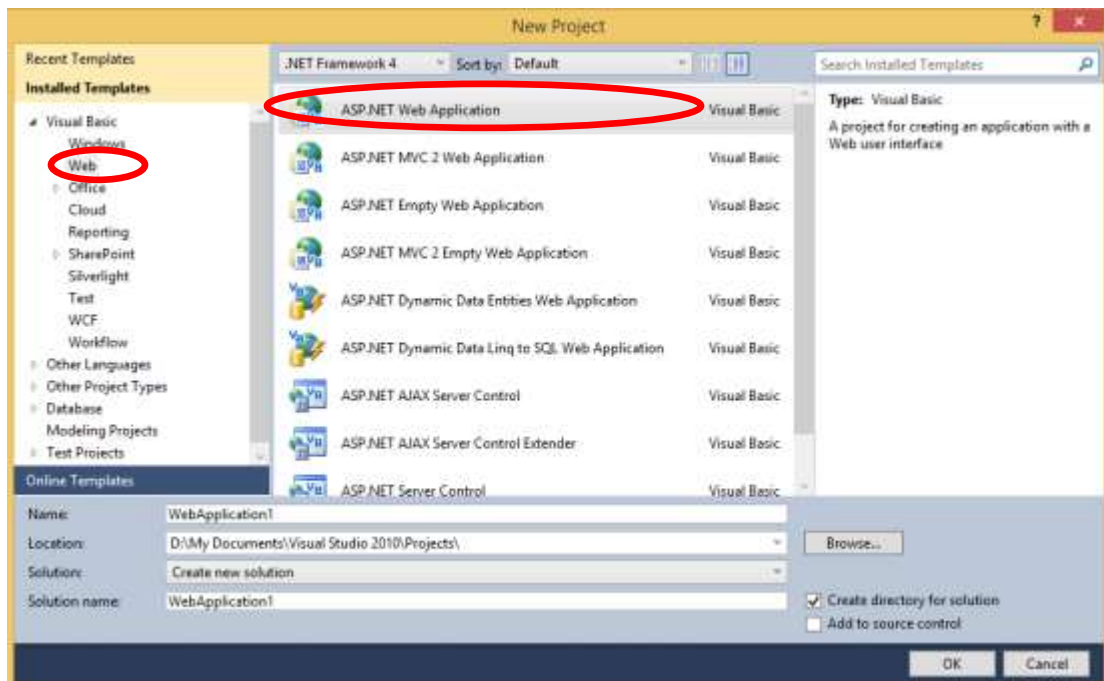 New Project
?
Recent Templates
Installed Templates
Visual Basic
Windows
Web
Office
Cloud
Reporting
SharePoint
Silverlight
Test
WCF
Workflow
Other Languages
Other Project Types
Database
Modeling Projects
Test Projects
Online Templates
.NET Framework 4 Sort by: Default
ASP.NET Web Application Visual Basic
ASP.NET MVC 2 Web Application Visual Basic
ASP.NET Empty Web Application Visual Basic
ASP.NET MVC 2 Empty Web Application Visual Basic
ASP.NET Dynamic Data Entities Web Application Visual Basic
ASP.NET Dynamic Data Linq to SQL Web Application Visual Basic
ASP.NET AJAX Server Control Visual Basic
ASP.NET AJAX Server Control Extender Visual Basic
ASP.NET Server Control Visual Basic
Search Installed Templates
Type: Visual Basic
A project for creating an application with a
Web user interface
Name: WebApplication1
Location: D:\My Documents\Visual Studio 2010\Projects\ Browse...
Solution: Create new solution
Solution name: WebApplication1
Create directory for solution
Add to source control
OK Cancel